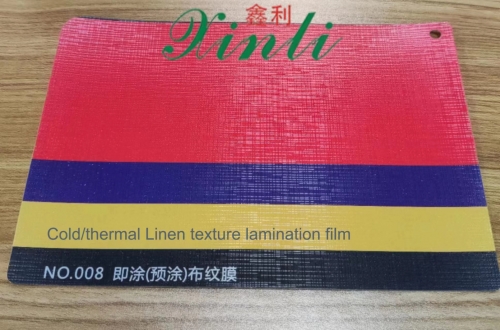 鑫利
Xinli
Cold/thermal Linen texture lamination film
NO.008 即涂(预涂)布纹膜